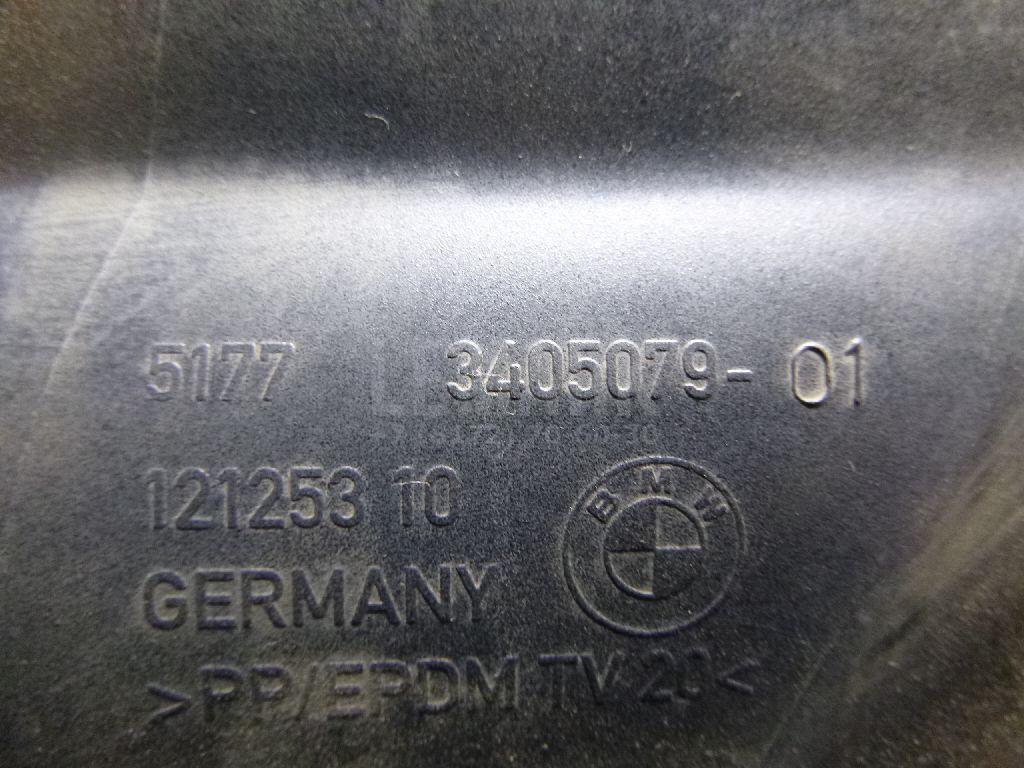 5177 3405079- 01
121253 10
BMW
GERMANY
>PP/EPDM TV 20<